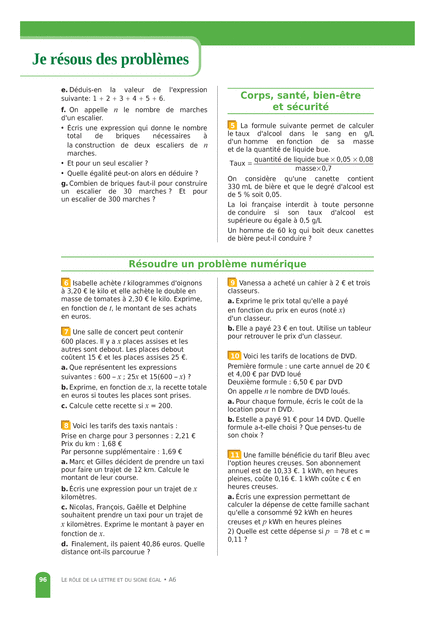 Je résous des problèmes
e. Déduis-en la valeur de l'expression
suivante: 1 + 2 + 3 + 4 + 5 + 6.
f. On appelle n le nombre de marches
d'un escalier.
• Écris une expression qui donne le nombre
total de briques nécessaires à
la construction de deux escaliers de n
marches.
• Et pour un seul escalier ?
• Quelle égalité peut-on alors en déduire ?
g. Combien de briques faut-il pour construire
un escalier de 30 marches ? Et pour
un escalier de 300 marches ?
Corps, santé, bien-être
et sécurité
5 La formule suivante permet de calculer
le taux d'alcool dans le sang en g/L
d'un homme en fonction de sa masse
et de la quantité de liquide bue.
Taux = quantité de liquide bue × 0,05 × 0,08
masse×0,7
On considère qu'une canette contient
330 mL de bière et que le degré d'alcool est
de 5 % soit 0,05.
La loi française interdit à toute personne
de conduire si son taux d'alcool est
supérieure ou égale à 0,5 g/L
Un homme de 60 kg qui boit deux canettes
de bière peut-il conduire ?
Résoudre un problème numérique
6 Isabelle achète t kilogrammes d'oignons
à 3,20 € le kilo et elle achète le double en
masse de tomates à 2,30 € le kilo. Exprime,
en fonction de t, le montant de ses achats
en euros.
7 Une salle de concert peut contenir
600 places. Il y a x places assises et les
autres sont debout. Les places debout
coûtent 15 € et les places assises 25 €.
a. Que représentent les expressions
suivantes : 600 – x ; 25x et 15(600 – x) ?
b. Exprime, en fonction de x, la recette totale
en euros si toutes les places sont prises.
c. Calcule cette recette si x = 200.
8 Voici les tarifs des taxis nantais :
Prise en charge pour 3 personnes : 2,21 €
Prix du km : 1,68 €
Par personne supplémentaire : 1,69 €
a. Marc et Gilles décident de prendre un taxi
pour faire un trajet de 12 km. Calcule le
montant de leur course.
b. Écris une expression pour un trajet de x
kilomètres.
c. Nicolas, François, Gaëlle et Delphine
souhaitent prendre un taxi pour un trajet de
x kilomètres. Exprime le montant à payer en
fonction de x.
d. Finalement, ils paient 40,86 euros. Quelle
distance ont-ils parcourue ?
9 Vanessa a acheté un cahier à 2 € et trois
classeurs.
a. Exprime le prix total qu'elle a payé
en fonction du prix en euros (noté x)
d'un classeur.
b. Elle a payé 23 € en tout. Utilise un tableur
pour retrouver le prix d'un classeur.
10 Voici les tarifs de locations de DVD.
Première formule : une carte annuel de 20 €
et 4,00 € par DVD loué
Deuxième formule : 6,50 € par DVD
On appelle n le nombre de DVD loués.
a. Pour chaque formule, écris le coût de la
location pour n DVD.
b. Estelle a payé 91 € pour 14 DVD. Quelle
formule a-t-elle choisi ? Que penses-tu de
son choix ?
11 Une famille bénéficie du tarif Bleu avec
l'option heures creuses. Son abonnement
annuel est de 10,33 €. 1 kWh, en heures
pleines, coûte 0,16 €. 1 kWh coûte c € en
heures creuses.
a. Écris une expression permettant de
calculer la dépense de cette famille sachant
qu'elle a consommé 92 kWh en heures
creuses et p kWh en heures pleines
2) Quelle est cette dépense si p = 78 et c =
0,11 ?
96 LE RÔLE DE LA LETTRE ET DU SIGNE ÉGAL • A6